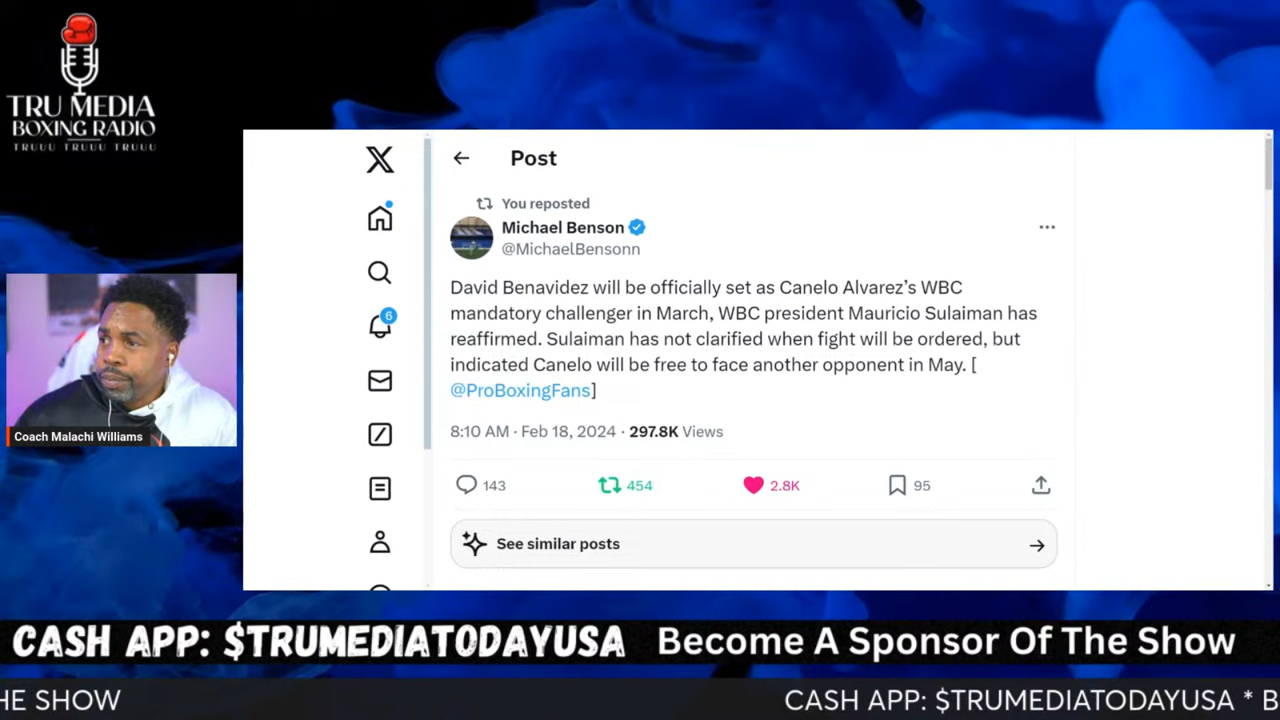 TRU MEDIA
BOXING RADIO
TRUUU TRUUU TRUUU
Post
You reposted
Michael Benson
@MichaelBensonn
David Benavidez will be officially set as Canelo Alvarez’s WBC
mandatory challenger in March, WBC president Mauricio Sulaiman has
reaffirmed. Sulaiman has not clarified when fight will be ordered, but
indicated Canelo will be free to face another opponent in May. [
@ProBoxingFans]
8:10 AM · Feb 18, 2024 · 297.8K Views
143 454 2.8K 95
See similar posts
6
Coach Malachi Williams
CASH APP: $TRUMEDIATODAYUSA Become A Sponsor Of The Show
HE SHOW CASH APP: $TRUMEDIATODAYUSA * B